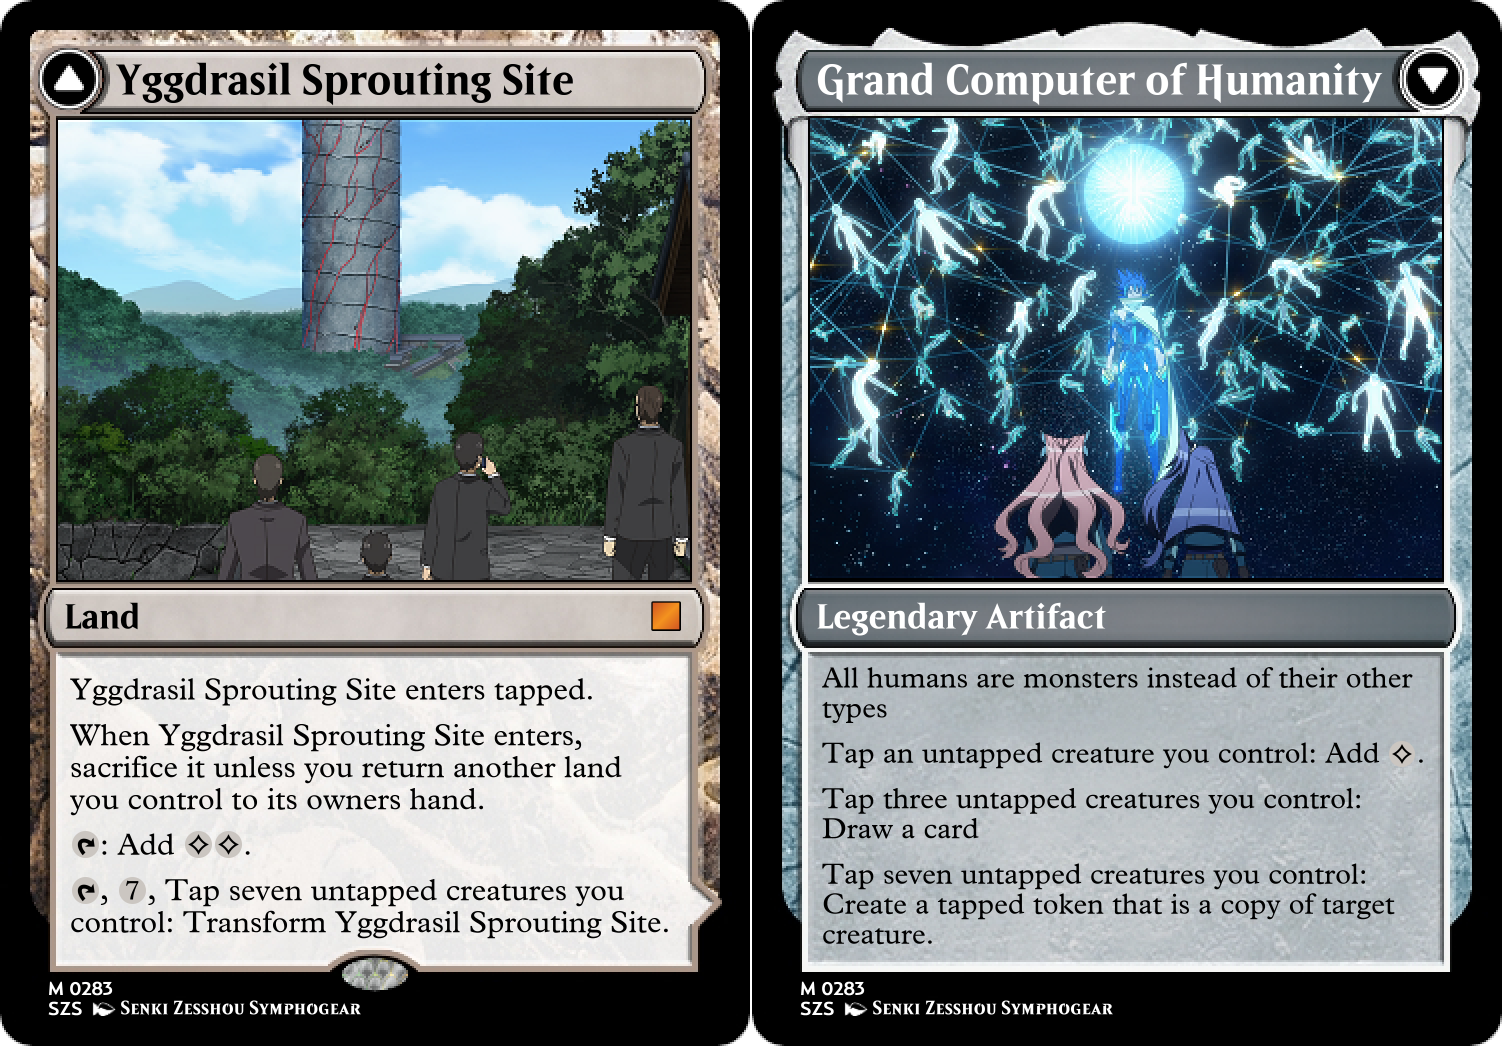 Yggdrasil Sprouting Site
Land
Yggdrasil Sprouting Site enters tapped.
When Yggdrasil Sprouting Site enters,
sacrifice it unless you return another land
you control to its owners hand.
: Add .
, 7, Tap seven untapped creatures you
control: Transform Yggdrasil Sprouting Site.
M 0283
SZS Senki Zesshou Symphogear
Grand Computer of Humanity
Legendary Artifact
All humans are monsters instead of their other
types
Tap an untapped creature you control: Add .
Tap three untapped creatures you control:
Draw a card
Tap seven untapped creatures you control:
Create a tapped token that is a copy of target
creature.
M 0283
SZS Senki Zesshou Symphogear